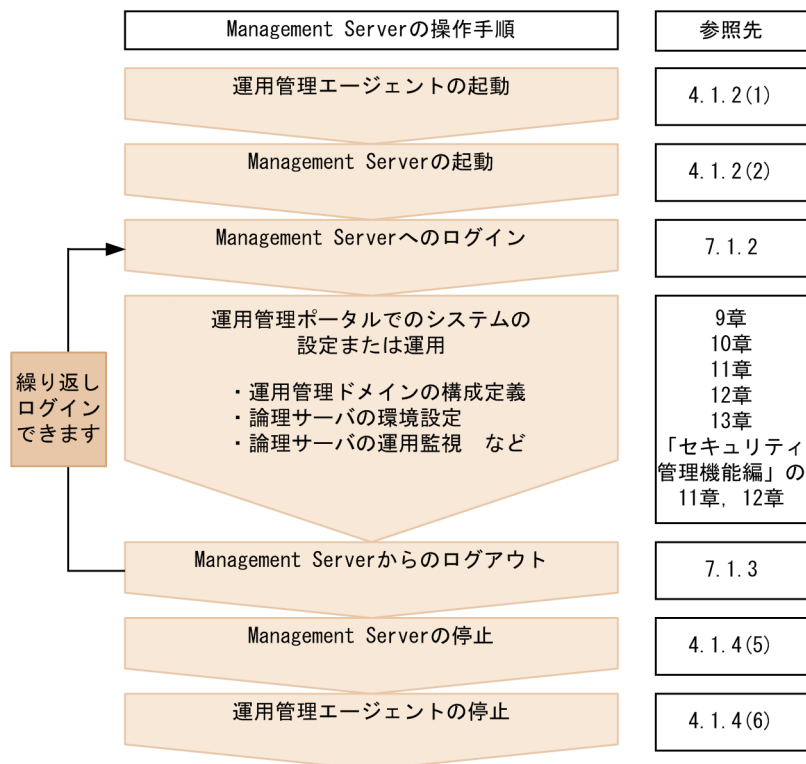 Management Serverの操作手順
参照先
運用管理エージェントの起動
4.1.2(1)
Management Serverの起動
4.1.2(2)
Management Serverへのログイン
7.1.2
運用管理ポータルでのシステムの
設定または運用
・運用管理ドメインの構成定義
・論理サーバの環境設定
・論理サーバの運用監視　など
9章
10章
11章
12章
13章
「セキュリティ
管理機能編」の
11章, 12章
繰り返し
ログイン
できます
Management Serverからのログアウト
7.1.3
Management Serverの停止
4.1.4(5)
運用管理エージェントの停止
4.1.4(6)